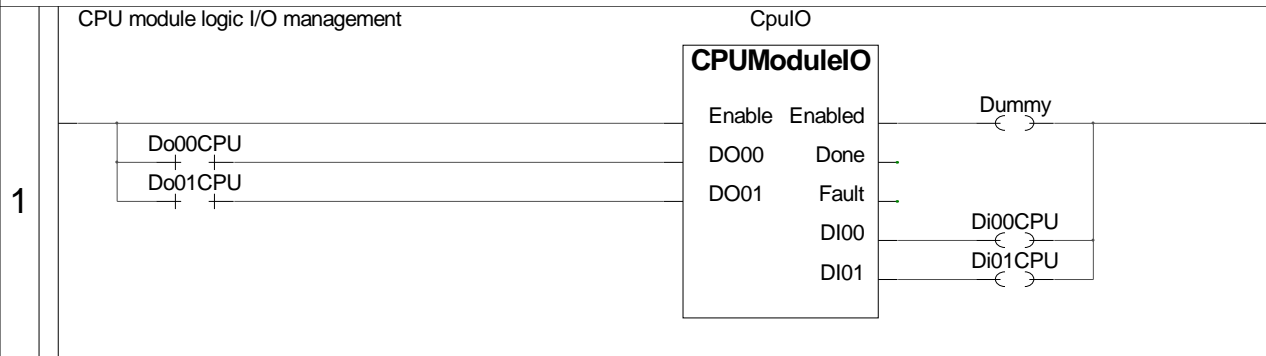 CPU module logic I/O management
CpuIO
CPUModuleIO
Enable Enabled
Dummy
Do00CPU
DO00 Done
Do01CPU
1
DO01 Fault
DI00
Di00CPU
DI01
Di01CPU